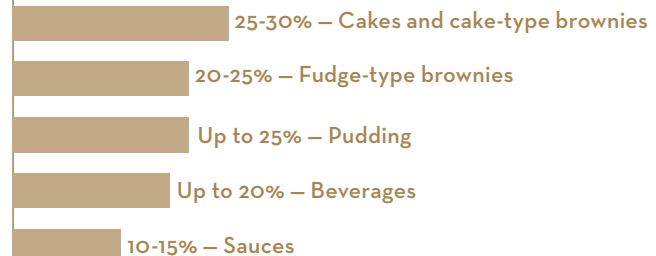 25-30% — Cakes and cake-type brownies
20-25% — Fudge-type brownies
Up to 25% — Pudding
Up to 20% — Beverages
10-15% — Sauces